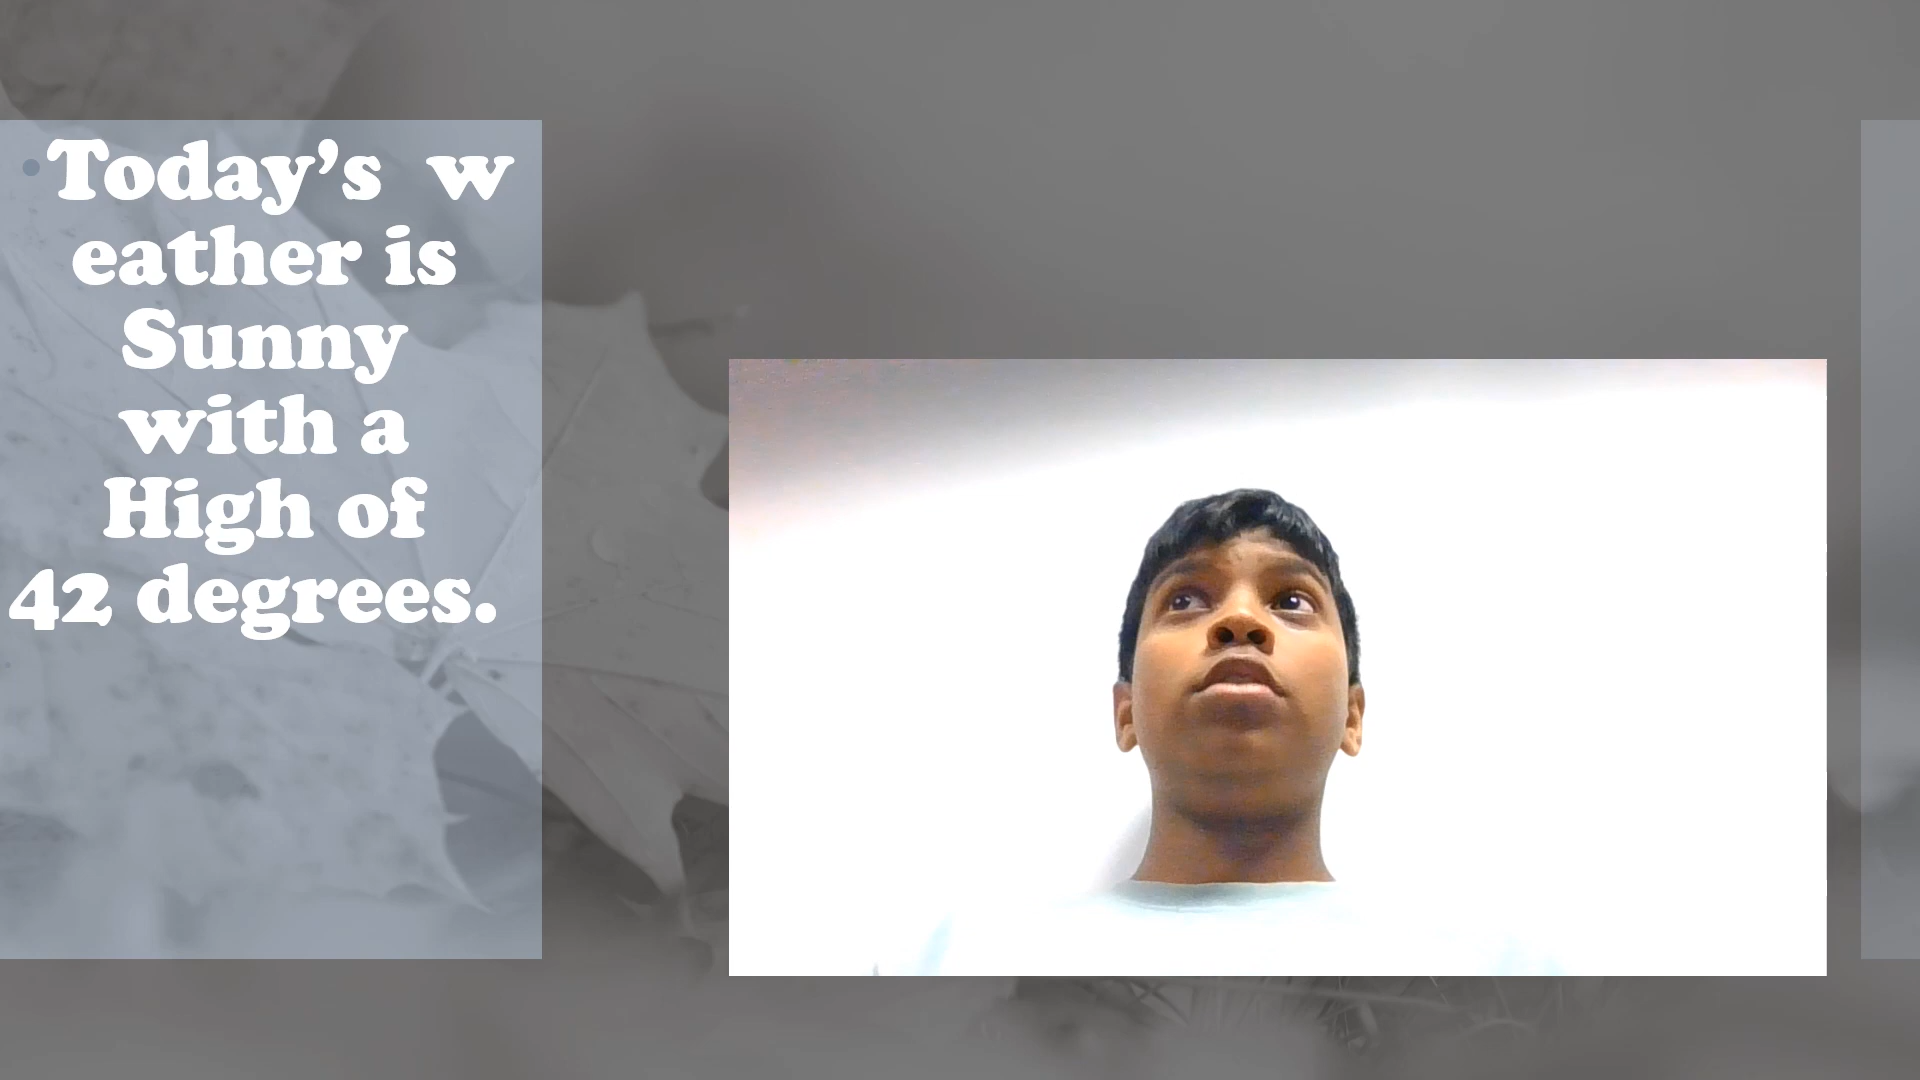 Today’s w
eather is
Sunny
with a
High of
42 degrees.